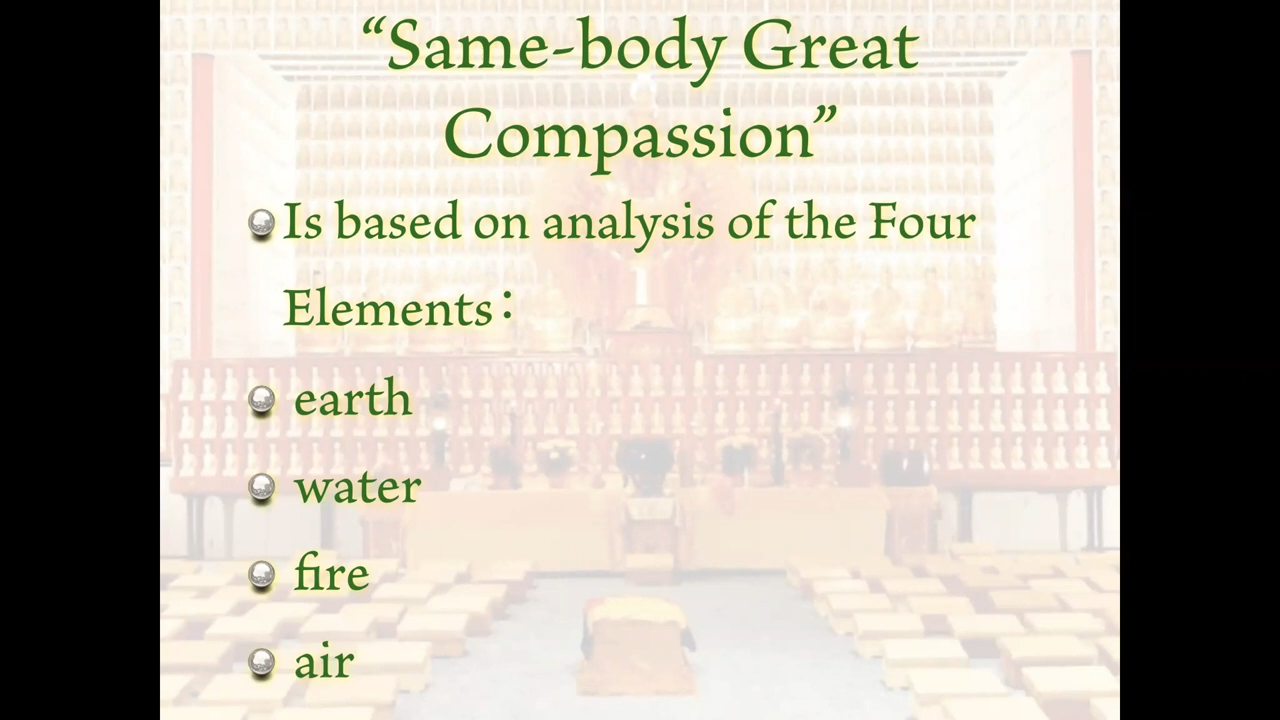 “Same-body Great
Compassion”
Is based on analysis of the Four
Elements：
earth
water
fire
air